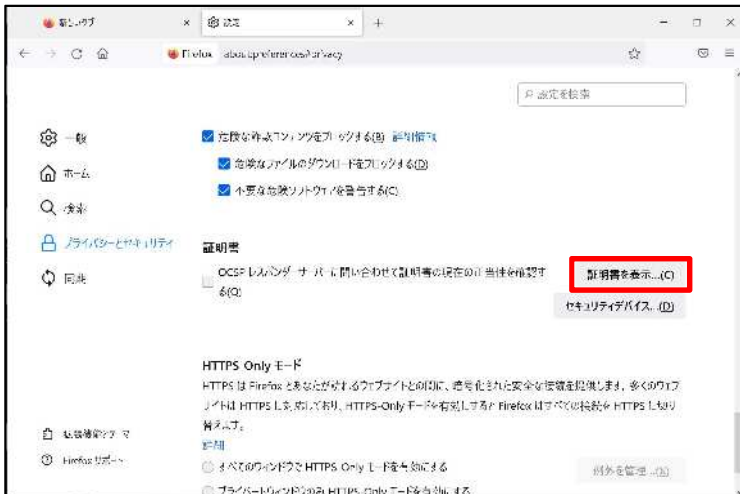 新しいタブ
設定
Firefox about:preferences#privacy
設定を検索
一般
ホーム
検索
プライバシーとセキュリティ
同期
危険な詐欺コンテンツをブロックする(B) 詳細情報
危険なファイルのダウンロードをブロックする(D)
不要な危険ソフトウェアを警告する(C)
証明書
OCSP レスポンダーサーバーに問い合わせて証明書の現在の正当性を確認す
る(Q)
証明書を表示...(C)
セキュリティデバイス...(D)
HTTPS-Only モード
HTTPS は Firefox とあなたが訪れるウェブサイトとの間に、暗号化された安全な接続を提供します。多くのウェブ
サイトは HTTPS に対応しており、HTTPS-Only モードを有効にすると Firefox はすべての接続を HTTPS に切り
替えます。
詳細
すべてのウィンドウで HTTPS-Only モードを有効にする
例外を管理...(X)
プライベートウィンドウのみ HTTPS-Only モードを有効にする
拡張機能とテーマ
Firefox サポート